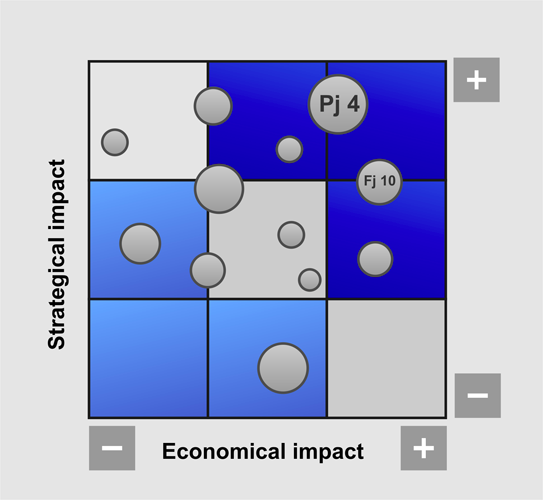 +
Pj 4
Fj 10
Strategical impact
−
−
Economical impact
+